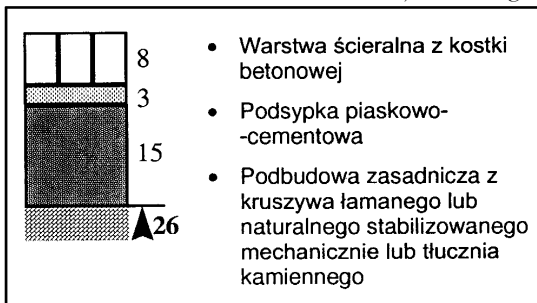 8
3
15
26
• Warstwa ścieralna z kostki
betonowej
• Podsypka piaskowo-
-cementowa
• Podbudowa zasadnicza z
kruszywa łamanego lub
naturalnego stabilizowanego
mechanicznie lub tłucznia
kamiennego